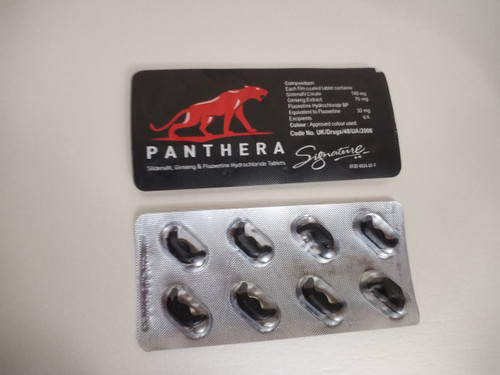 PANTHERA
Sildenafil, Ginseng & Fluoxetine Hydrochloride Tablets
Composition:
Each film coated tablet contains
Sildenafil Citrate 140 mg
Ginseng Extract 70 mg
Fluoxetine Hydrochloride BP
Equivalent to Fluoxetine 30 mg
Excipients q.s
Colour : Approved colour used.
Code No. UK/Drugs/48/UA/2006
Signature